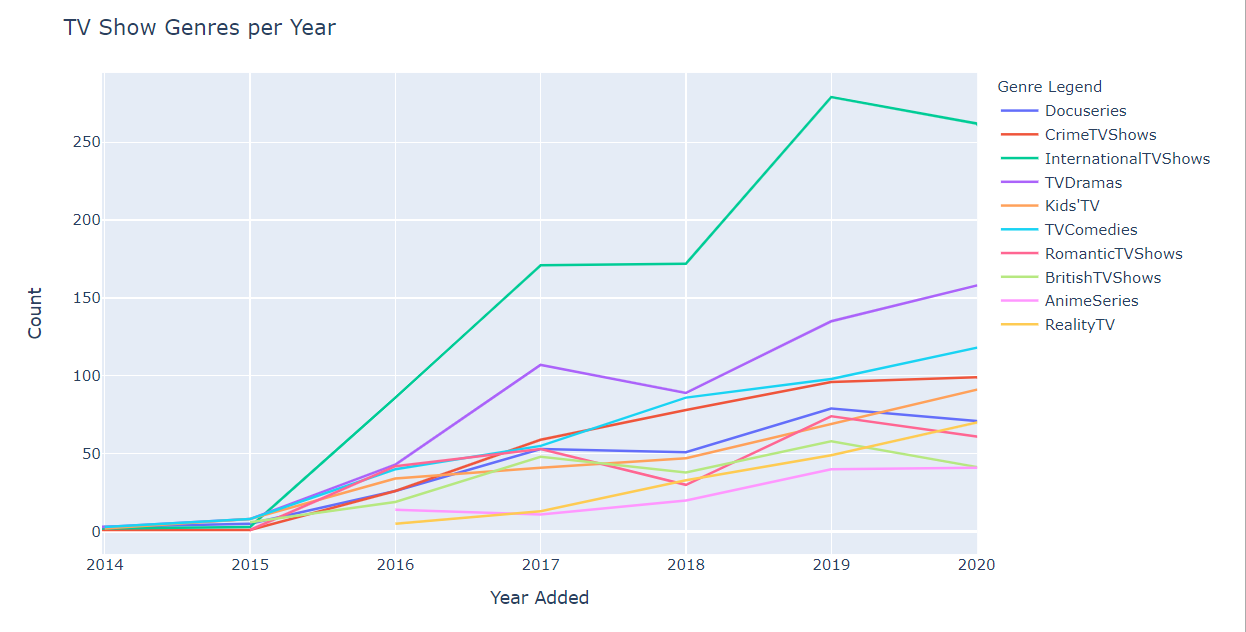 TV Show Genres per Year
Genre Legend
Docuseries
CrimeTVShows
InternationalTVShows
TVDramas
Kids'TV
TVComedies
RomanticTVShows
BritishTVShows
AnimeSeries
RealityTV
Count
250
200
150
100
50
0
2014 2015 2016 2017 2018 2019 2020
Year Added